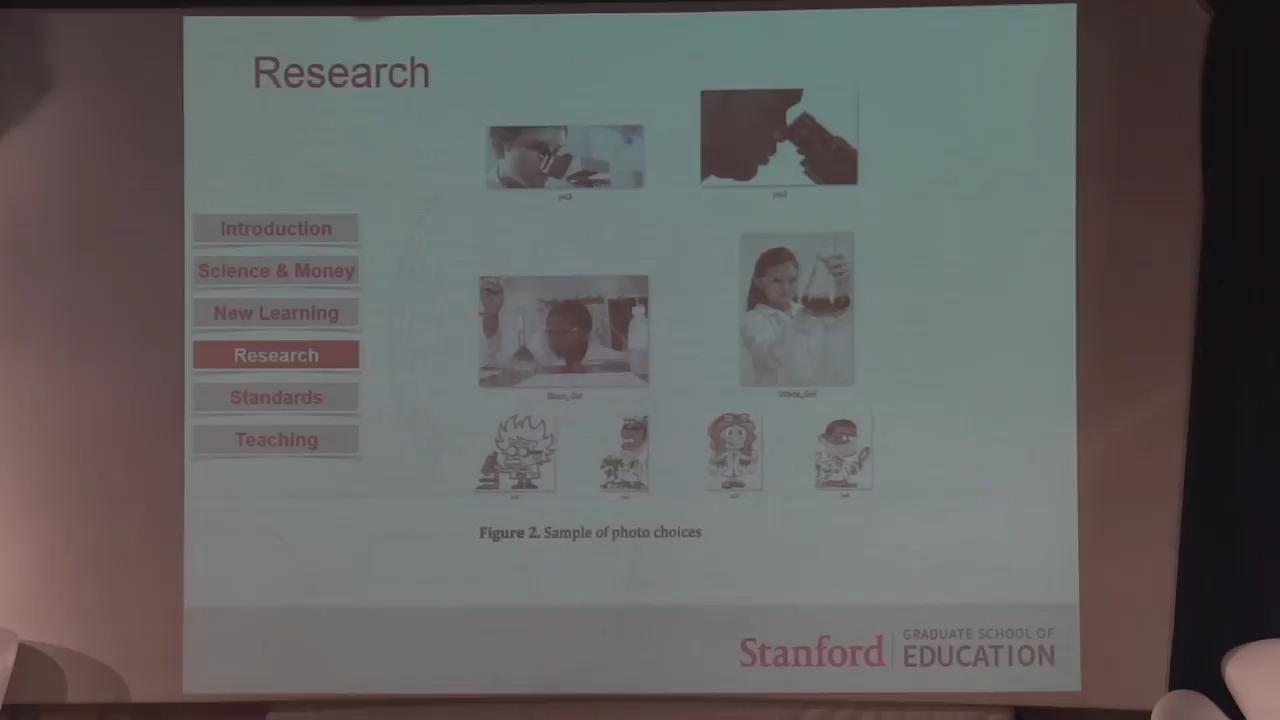 Research
Introduction
Science & Money
New Learning
Research
Standards
Teaching
Figure 2. Sample of photo choices
Stanford
GRADUATE SCHOOL OF
EDUCATION